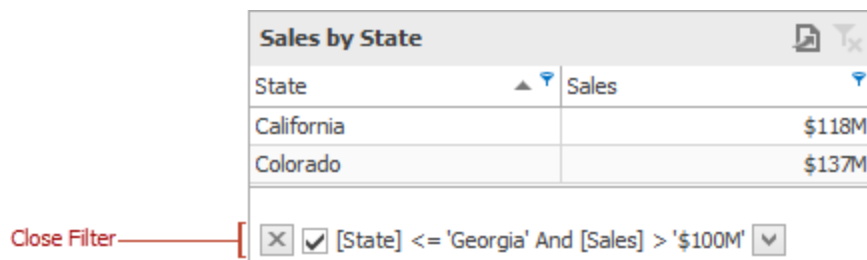 Sales by State
State Sales
California $118M
Colorado $137M
Close Filter [State] <= 'Georgia' And [Sales] > '$100M'